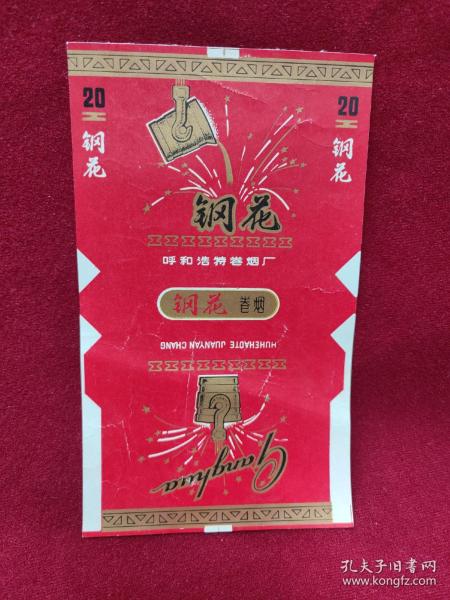 20
钢花
20
钢花
钢花
呼和浩特卷烟厂
钢花 卷烟
HUHEHAOTE JUANYAN CHANG
Ganghua
孔夫子旧书网
www.kongfz.com